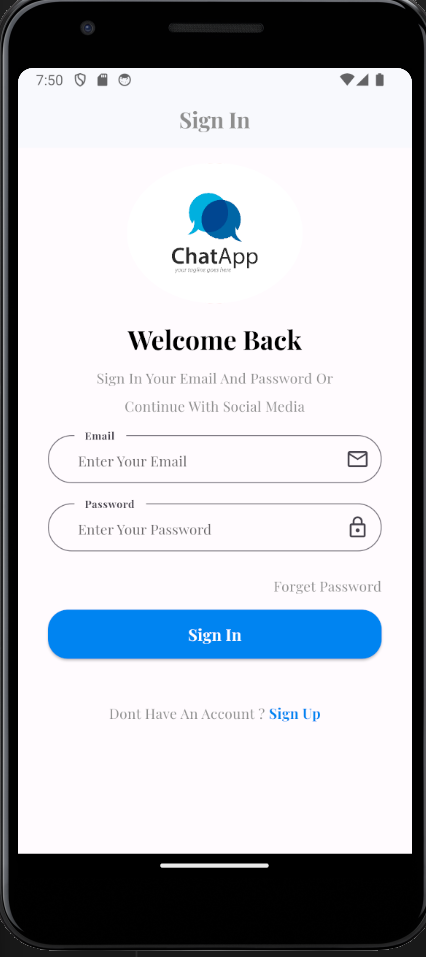 7:50
Sign In
ChatApp
your tagline goes here
Welcome Back
Sign In Your Email And Password Or
Continue With Social Media
Email
Enter Your Email
Password
Enter Your Password
Forget Password
Sign In
Dont Have An Account ? Sign Up